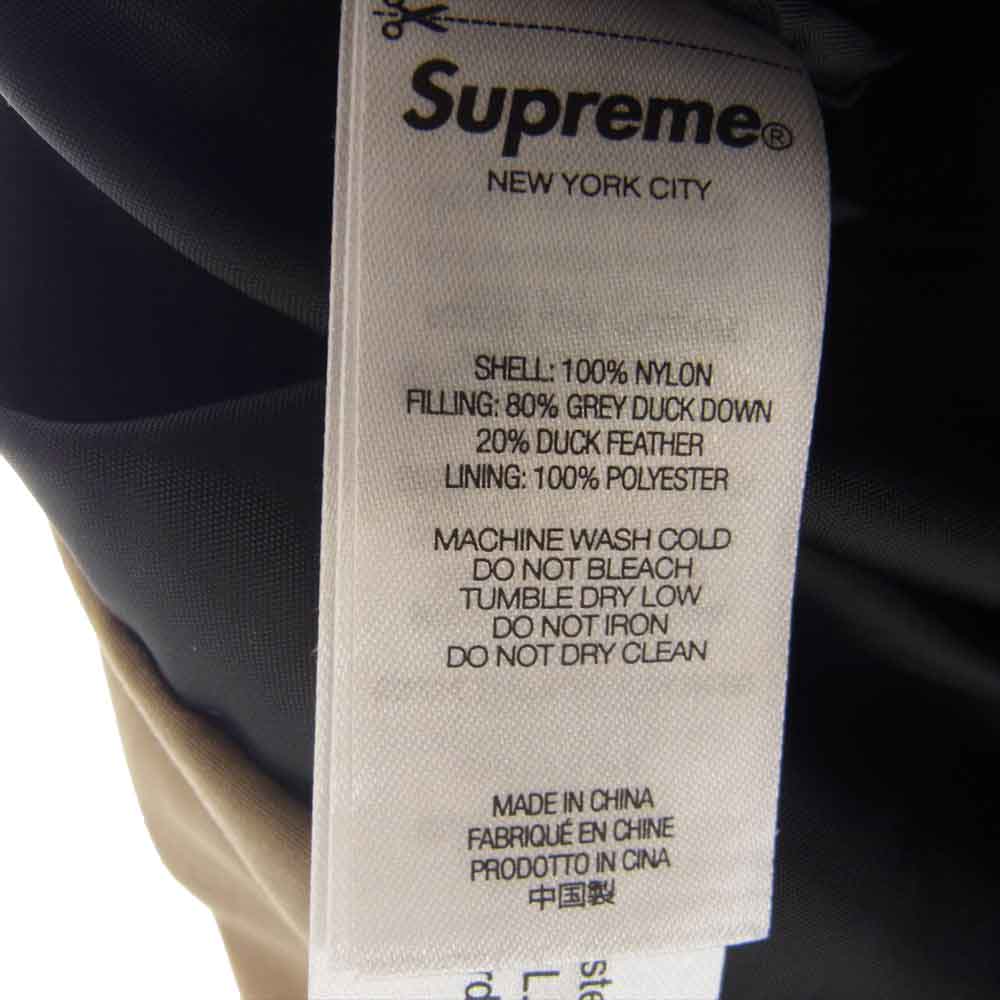 Supreme®
NEW YORK CITY
SHELL: 100% NYLON
FILLING: 80% GREY DUCK DOWN
20% DUCK FEATHER
LINING: 100% POLYESTER
MACHINE WASH COLD
DO NOT BLEACH
TUMBLE DRY LOW
DO NOT IRON
DO NOT DRY CLEAN
MADE IN CHINA
FABRIQUÉ EN CHINE
PRODOTTO IN CINA
中国製